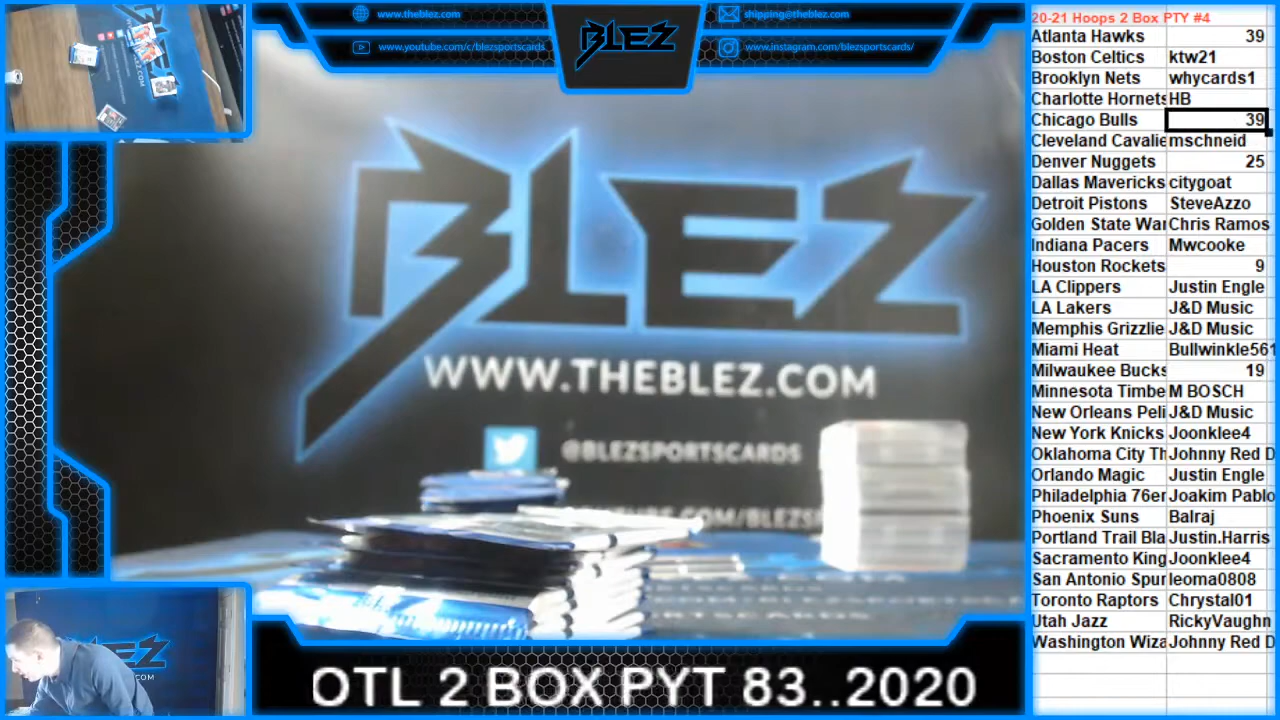 www.theblez.com
shipping@theblez.com
www.youtube.com/c/blezsportscards
www.instagram.com/blezsportscards/
BLEZ
BLEZ
WWW.THEBLEZ.COM
@BLEZSPORTSCARDS
OTL 2 BOX PYT 83..2020
20-21 Hoops 2 Box PTY #4
Atlanta Hawks 39
Boston Celtics ktw21
Brooklyn Nets whycards1
Charlotte Hornets HB
Chicago Bulls 39
Cleveland Cavalie mschneid
Denver Nuggets 25
Dallas Mavericks citygoat
Detroit Pistons SteveAzzo
Golden State War Chris Ramos
Indiana Pacers Mwcooke
Houston Rockets 9
LA Clippers Justin Engle
LA Lakers J&D Music
Memphis Grizzlie J&D Music
Miami Heat Bullwinkle561
Milwaukee Bucks 19
Minnesota Timbe M BOSCH
New Orleans Peli J&D Music
New York Knicks Joonklee4
Oklahoma City Th Johnny Red D
Orlando Magic Justin Engle
Philadelphia 76er Joakim Pablo
Phoenix Suns Balraj
Portland Trail Bla Justin.Harris
Sacramento King Joonklee4
San Antonio Spur leoma0808
Toronto Raptors Chrystal01
Utah Jazz RickyVaughn
Washington Wiza Johnny Red D